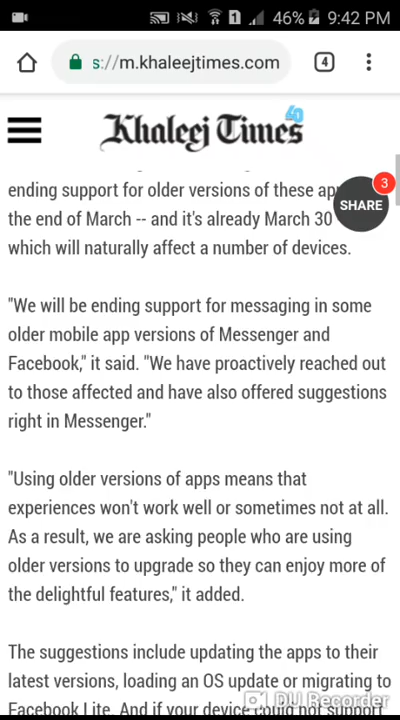 46% 9:42 PM
s://m.khaleejtimes.com
4
Khaleej Times
40
ending support for older versions of these
the end of March -- and it's already March 30
which will naturally affect a number of devices.
3
SHARE
"We will be ending support for messaging in some
older mobile app versions of Messenger and
Facebook," it said. "We have proactively reached out
to those affected and have also offered suggestions
right in Messenger."
"Using older versions of apps means that
experiences won't work well or sometimes not at all.
As a result, we are asking people who are using
older versions to upgrade so they can enjoy more of
the delightful features," it added.
The suggestions include updating the apps to their
latest versions, loading an OS update or migrating to
Facebook Lite. And if your device could not support
DU Recorder